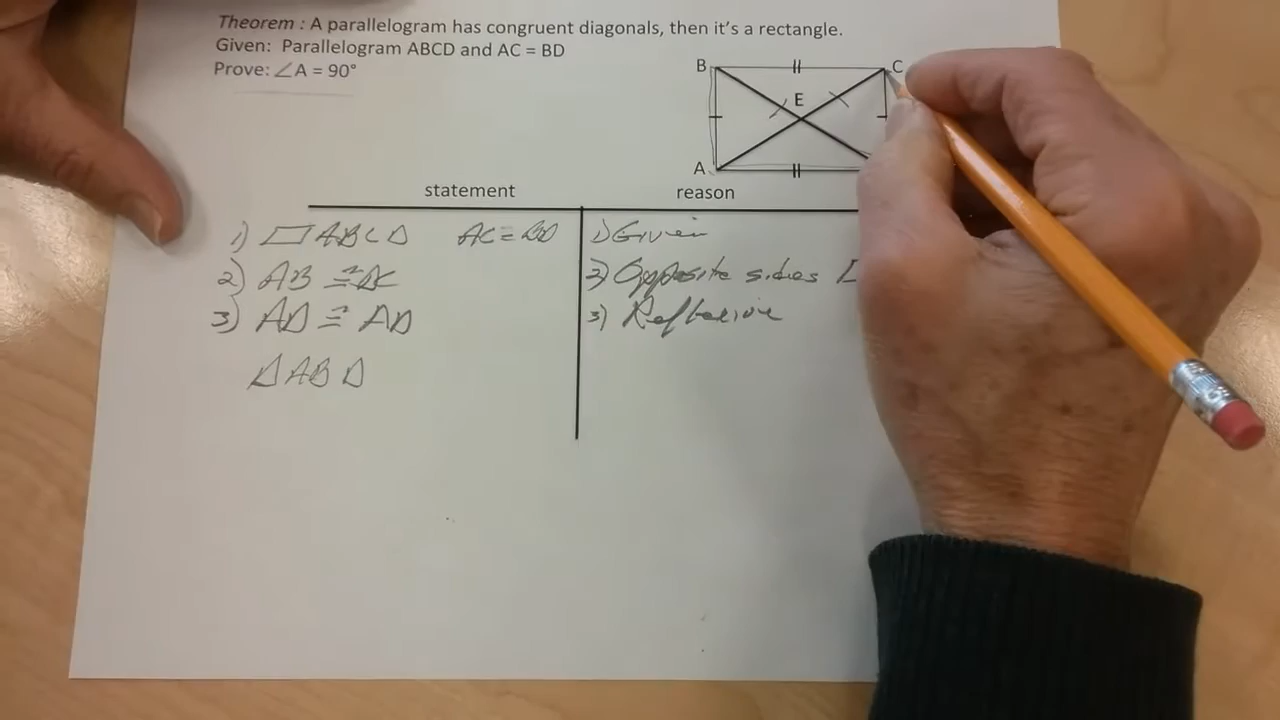 Theorem : A parallelogram has congruent diagonals, then it's a rectangle.
Given: Parallelogram ABCD and AC = BD
Prove: ∠A = 90°
B
C
E
A
statement
reason
1) ▱ ABCD AC = BD
1) Given
2) AB ≅ DC
2) Opposite sides
3) AD ≅ AD
3) Reflexive
Δ ABD